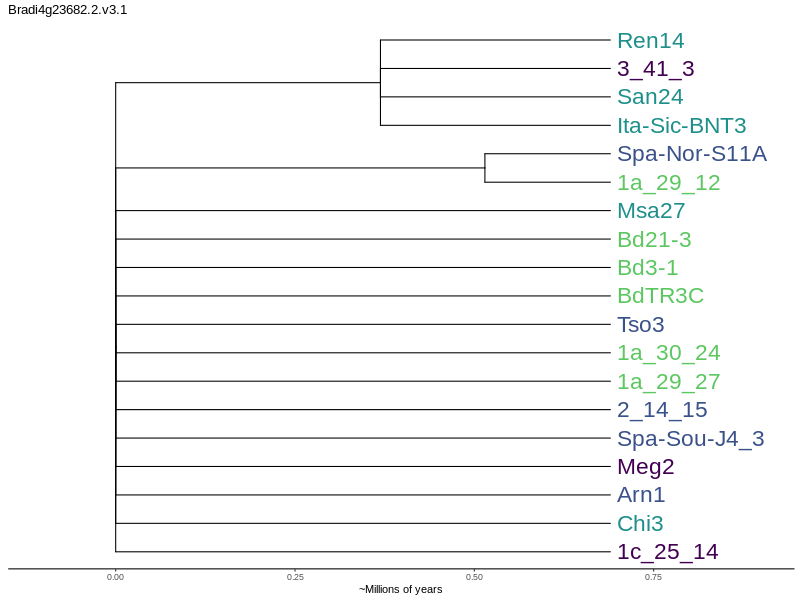 Bradi4g23682.2.v3.1
Ren14
3_41_3
San24
Ita-Sic-BNT3
Spa-Nor-S11A
1a_29_12
Msa27
Bd21-3
Bd3-1
BdTR3C
Tso3
1a_30_24
1a_29_27
2_14_15
Spa-Sou-J4_3
Meg2
Arn1
Chi3
1c_25_14
0.00 0.25 0.50 0.75
~Millions of years